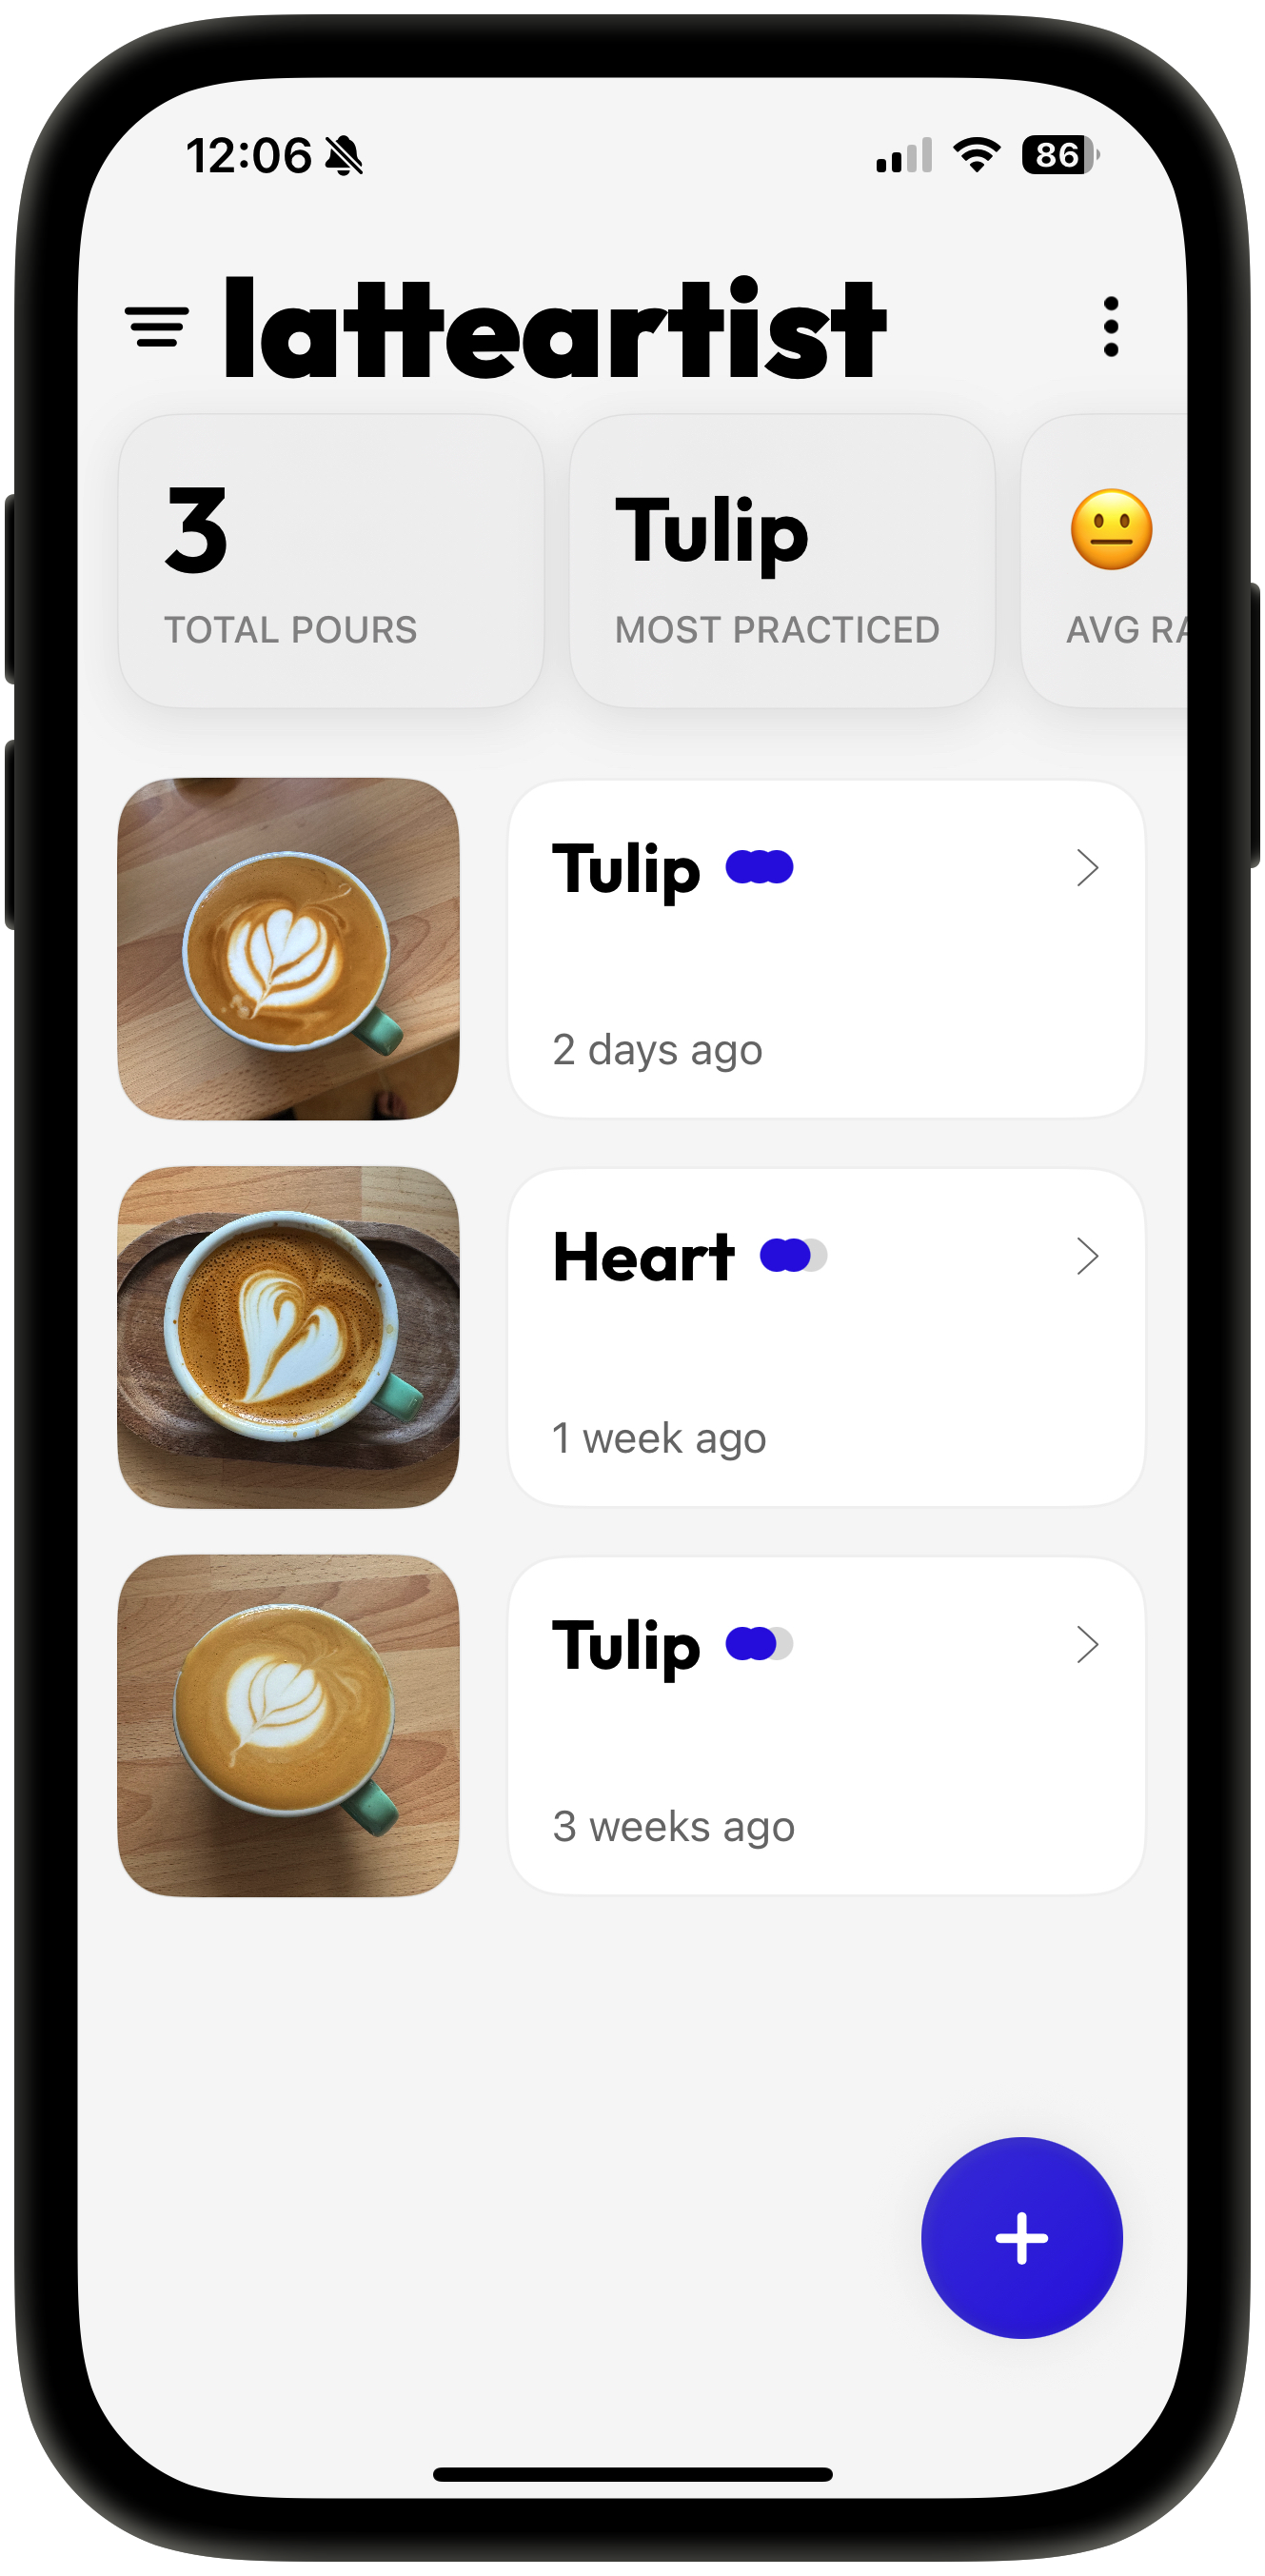 12:06
86
latteartist
3
TOTAL POURS
Tulip
MOST PRACTICED
AVG
Tulip
2 days ago
Heart
1 week ago
Tulip
3 weeks ago